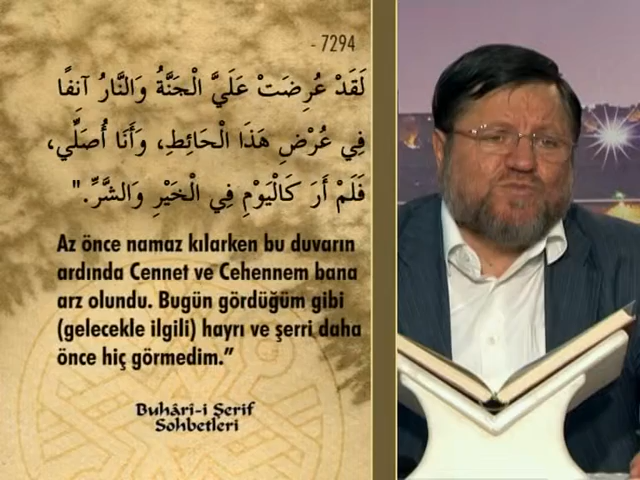 - 7294
لَقَدْ عُرِضَتْ عَلَيَّ الْجَنَّةُ وَالنَّارُ آنِفًا
فِي عُرْضِ هَذَا الْحَائِطِ، وَأَنَا أُصَلِّي،
فَلَمْ أَرَ كَالْيَوْمِ فِي الْخَيْرِ وَالشَّرِّ."
Az önce namaz kılarken bu duvarın
ardında Cennet ve Cehennem bana
arz olundu. Bugün gördüğüm gibi
(gelecekle ilgili) hayrı ve şerri daha
önce hiç görmedim.”
Buhârî-i Şerif
Sohbetleri